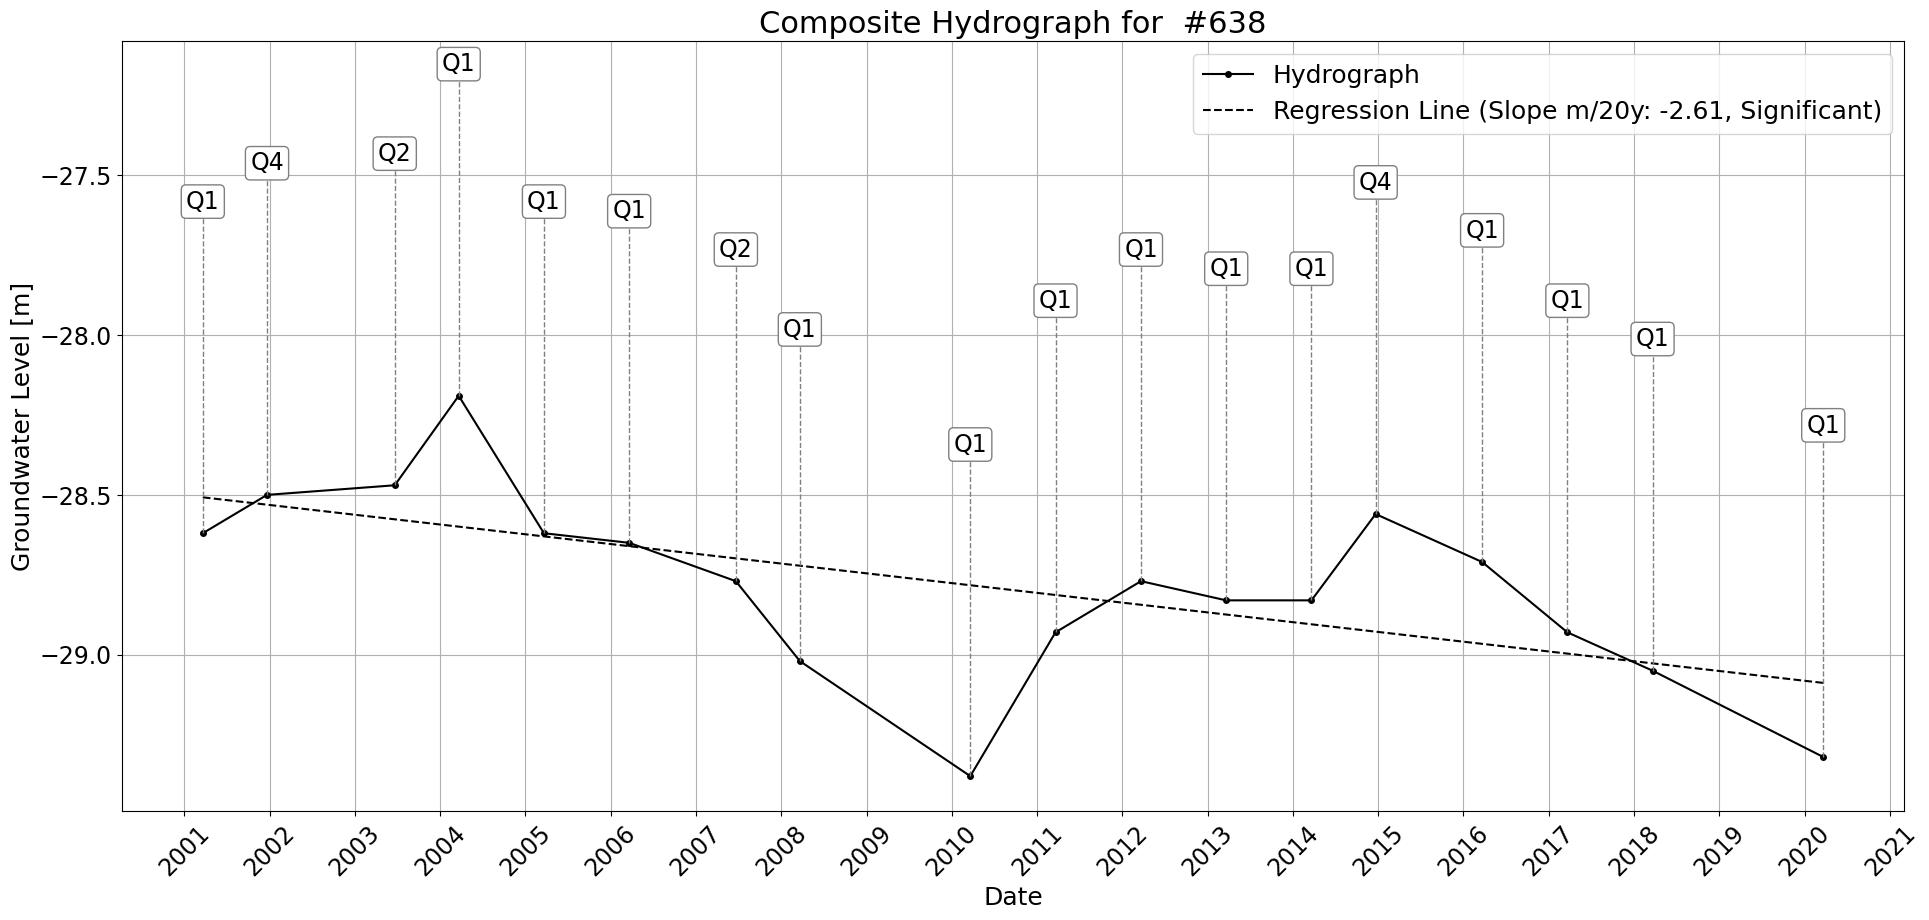 Composite Hydrograph for  #638
Hydrograph
Regression Line (Slope m/20y: -2.61, Significant)
Groundwater Level [m]
−27.5
−28.0
−28.5
−29.0
Q1
Q4
Q2
Q1
Q1
Q1
Q2
Q1
Q1
Q1
Q1
Q1
Q1
Q4
Q1
Q1
Q1
Q1
2001
2002
2003
2004
2005
2006
2007
2008
2009
2010
2011
2012
2013
2014
2015
2016
2017
2018
2019
2020
2021
Date